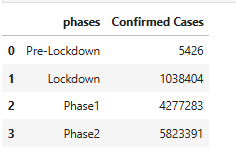 phases Confirmed Cases
0 Pre-Lockdown 5426
1 Lockdown 1038404
2 Phase1 4277283
3 Phase2 5823391